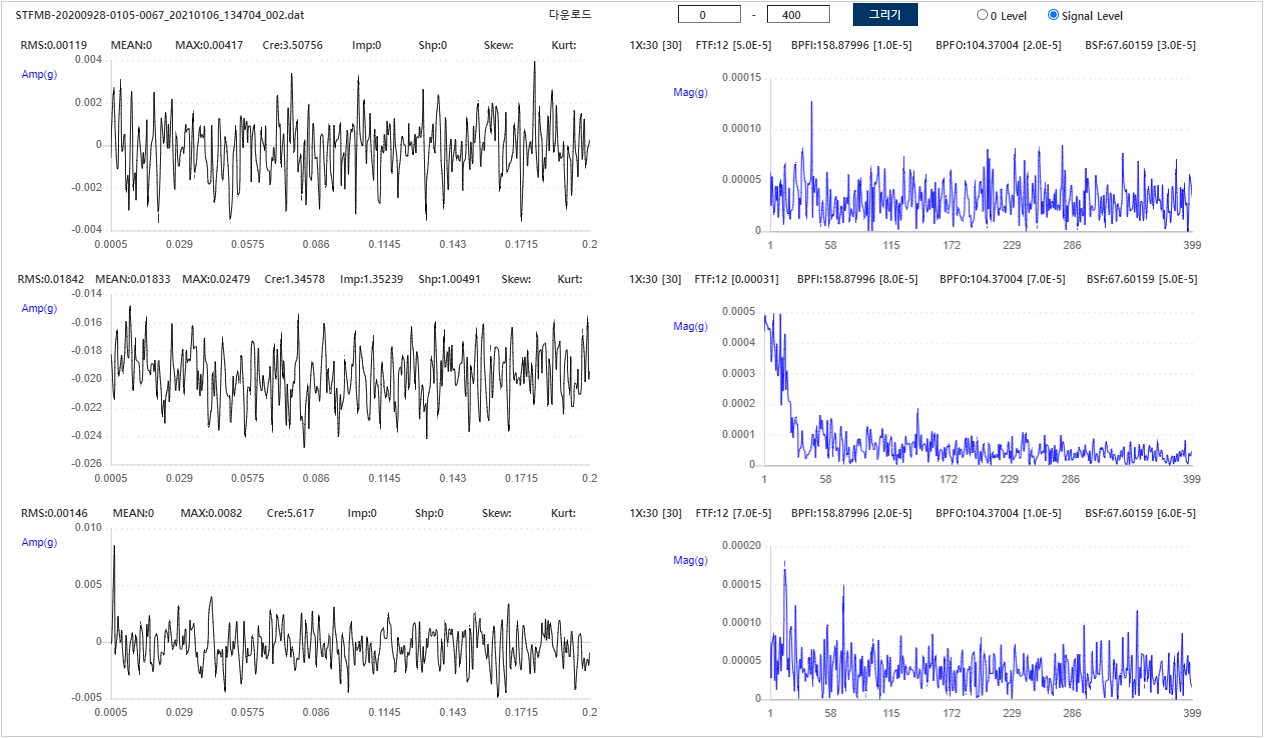 STFMB-20200928-0105-0067_20210106_134704_002.dat 다운로드 0 - 400 그리기 0 Level Signal Level
RMS:0.00119 MEAN:0 MAX:0.00417 Cre:3.50756 Imp:0 Shp:0 Skew: Kurt: 1X:30 [30] FTF:12 [5.0E-5] BPFI:158.87996 [1.0E-5] BPFO:104.37004 [2.0E-5] BSF:67.60159 [3.0E-5]
Amp(g)
0.004
0.002
0
-0.002
-0.004
0.0005 0.029 0.0575 0.086 0.1145 0.143 0.1715 0.2
Mag(g)
0.00015
0.00010
0.00005
0
1 58 115 172 229 286 399
RMS:0.01842 MEAN:0.01833 MAX:0.02479 Cre:1.34578 Imp:1.35239 Shp:1.00491 Skew: Kurt: 1X:30 [30] FTF:12 [0.00031] BPFI:158.87996 [8.0E-5] BPFO:104.37004 [7.0E-5] BSF:67.60159 [5.0E-5]
Amp(g)
-0.014
-0.016
-0.018
-0.020
-0.022
-0.024
-0.026
0.0005 0.029 0.0575 0.086 0.1145 0.143 0.1715 0.2
Mag(g)
0.0005
0.0004
0.0003
0.0002
0.0001
0
1 58 115 172 229 286 399
RMS:0.00146 MEAN:0 MAX:0.0082 Cre:5.617 Imp:0 Shp:0 Skew: Kurt: 1X:30 [30] FTF:12 [7.0E-5] BPFI:158.87996 [2.0E-5] BPFO:104.37004 [1.0E-5] BSF:67.60159 [6.0E-5]
Amp(g)
0.010
0.005
0
-0.005
0.0005 0.029 0.0575 0.086 0.1145 0.143 0.1715 0.2
Mag(g)
0.00020
0.00015
0.00010
0.00005
0
1 58 115 172 229 286 399